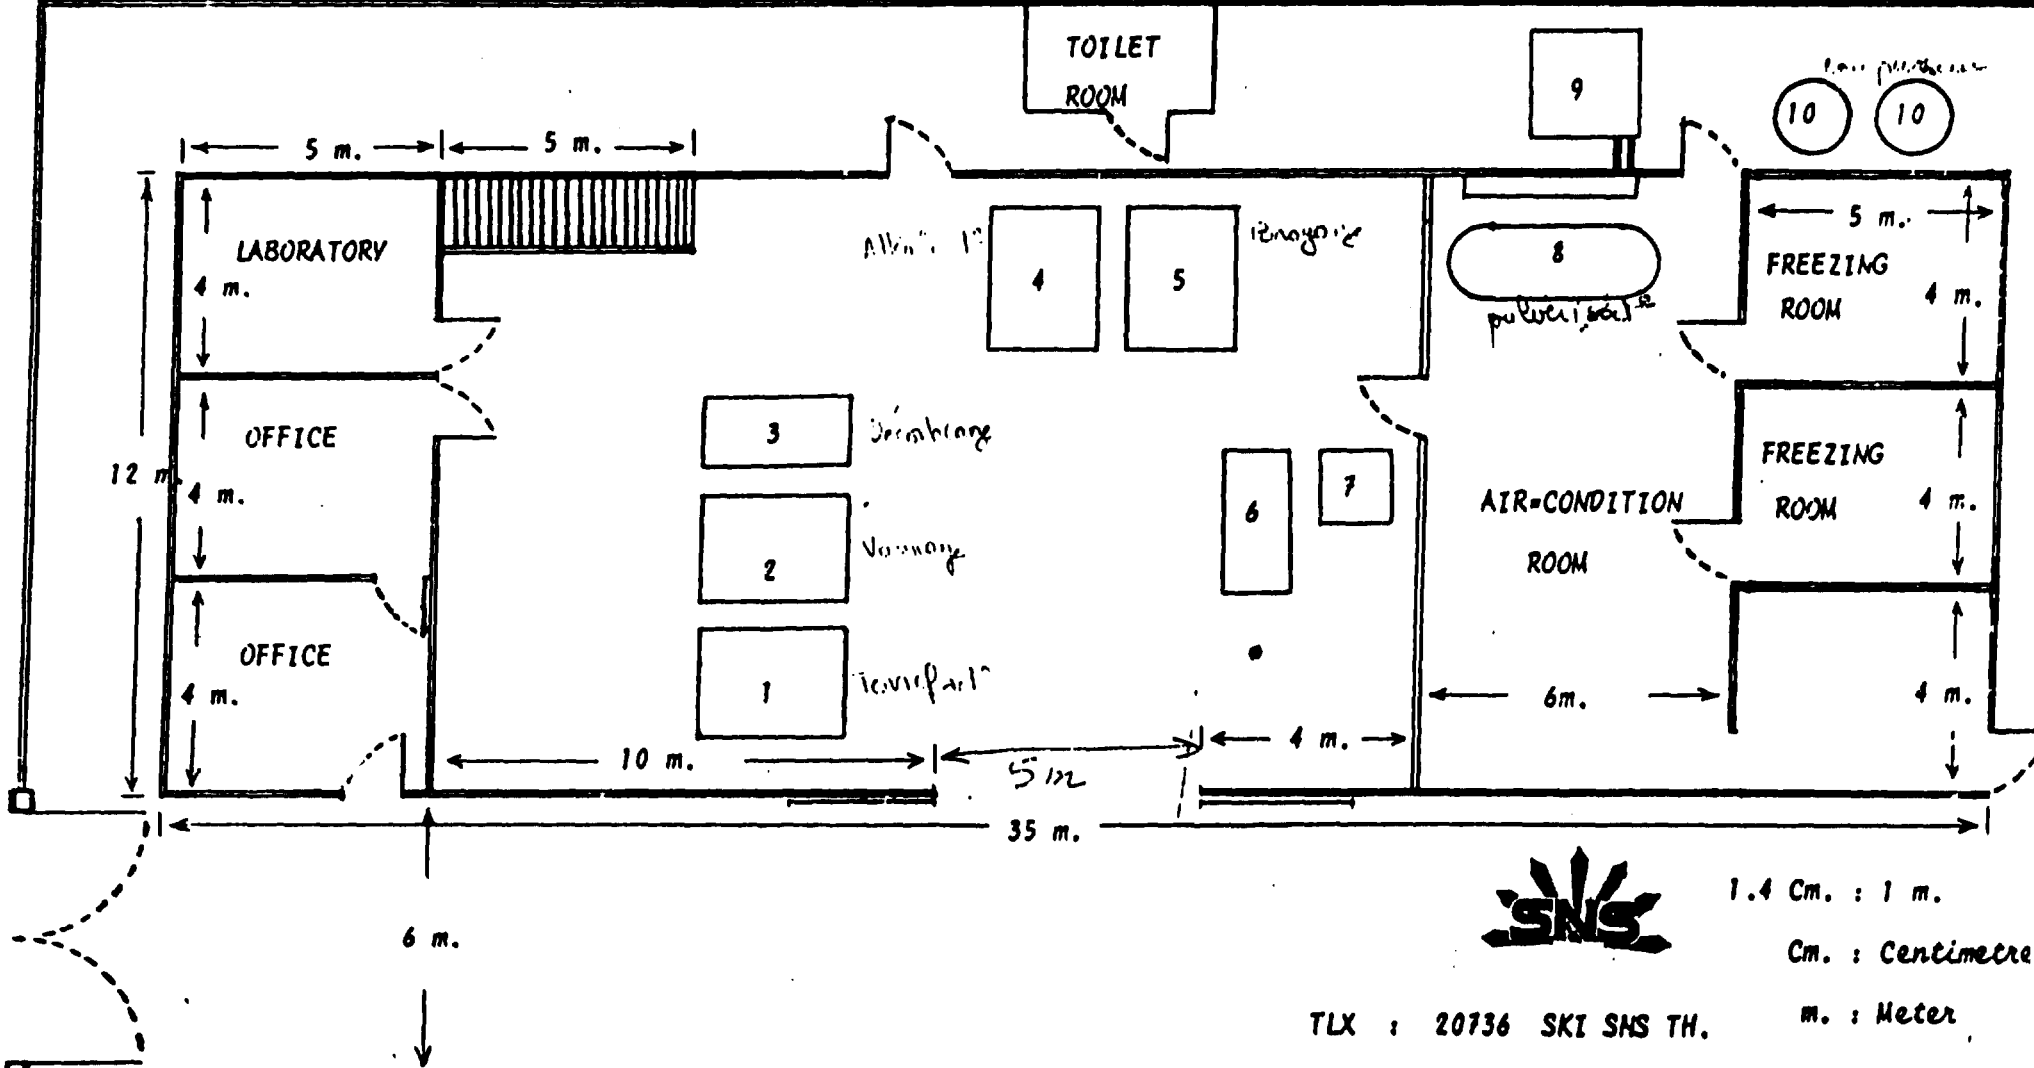 TOILET
ROOM
9
10
10
5 m.
5 m.
LABORATORY
4 m.
4
5
8
5 m.
FREEZING
ROOM
4 m.
OFFICE
4 m.
12 m.
3
2
Vannage
1
6
7
AIR=CONDITION
ROOM
FREEZING
ROOM
4 m.
OFFICE
4 m.
10 m.
5 m
4 m.
6m.
4 m.
35 m.
6 m.
SNS
1.4 Cm. : 1 m.
Cm. : Centimetre
m. : Meter
TLX : 20736 SKI SNS TH.